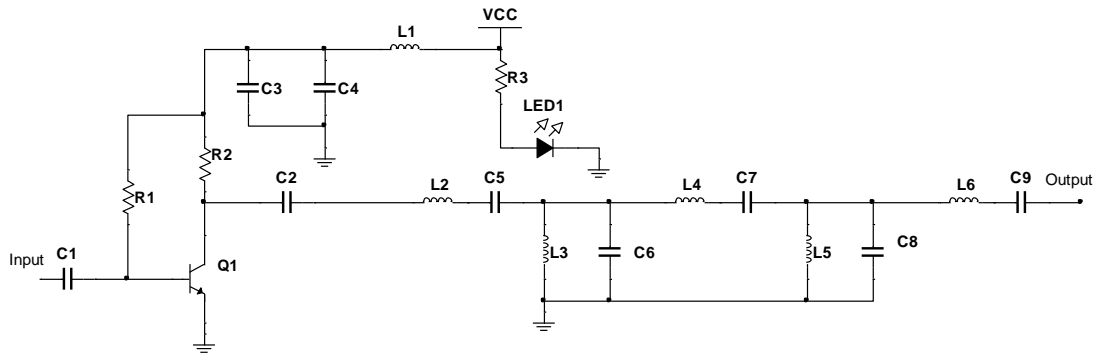 VCC
L1
R3
C3
C4
LED1
R2
R1
C2
L2
C5
L4
C7
L6
C9
Output
Input
C1
Q1
L3
C6
L5
C8